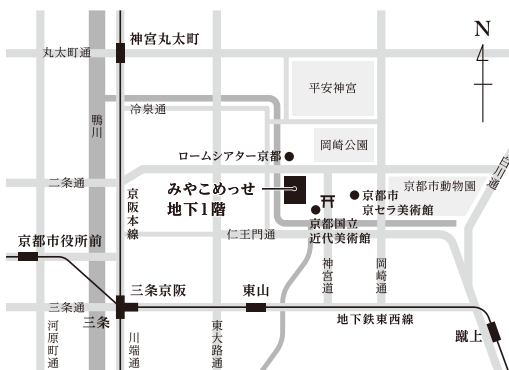 N
神宮丸太町
丸太町通
平安神宮
冷泉通
鴨川
岡崎公園
ロームシアター京都
白川通
二条通
みやこめっせ
地下1階
京都市動物園
京都市
京セラ美術館
京阪本線
京都国立
近代美術館
仁王門通
京都市役所前
神宮道
岡崎通
三条京阪
東山
三条通
三条
地下鉄東西線
河原町通
川端通
東大路通
蹴上